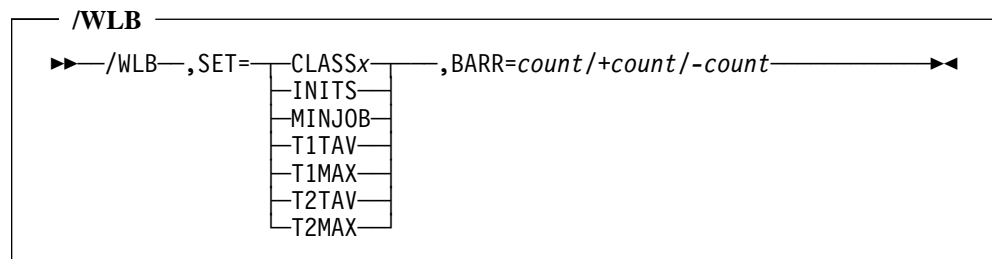 /WLB
/WLB ,SET= CLASSx ,BARR=count/+count/-count
INITS
MINJOB
T1TAV
T1MAX
T2TAV
T2MAX